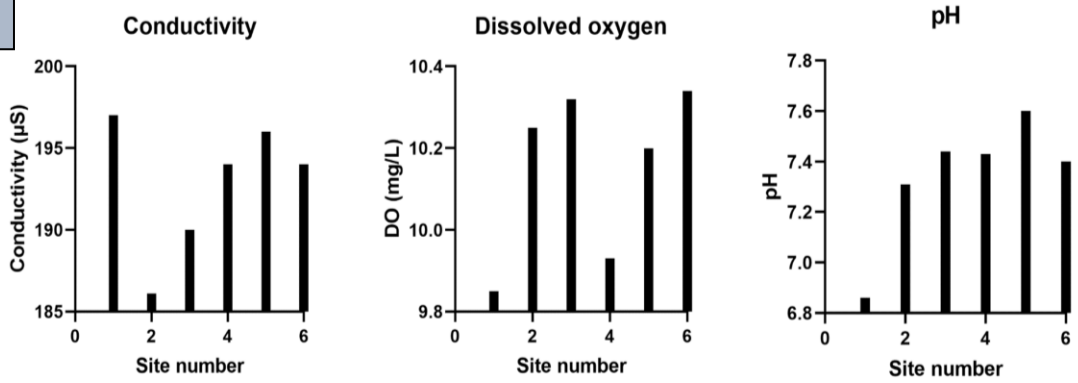 Conductivity
200
195
190
185
Conductivity (µS)
0 2 4 6
Site number
Dissolved oxygen
10.4
10.2
10.0
9.8
DO (mg/L)
0 2 4 6
Site number
pH
7.8
7.6
7.4
7.2
7.0
6.8
pH
0 2 4 6
Site number